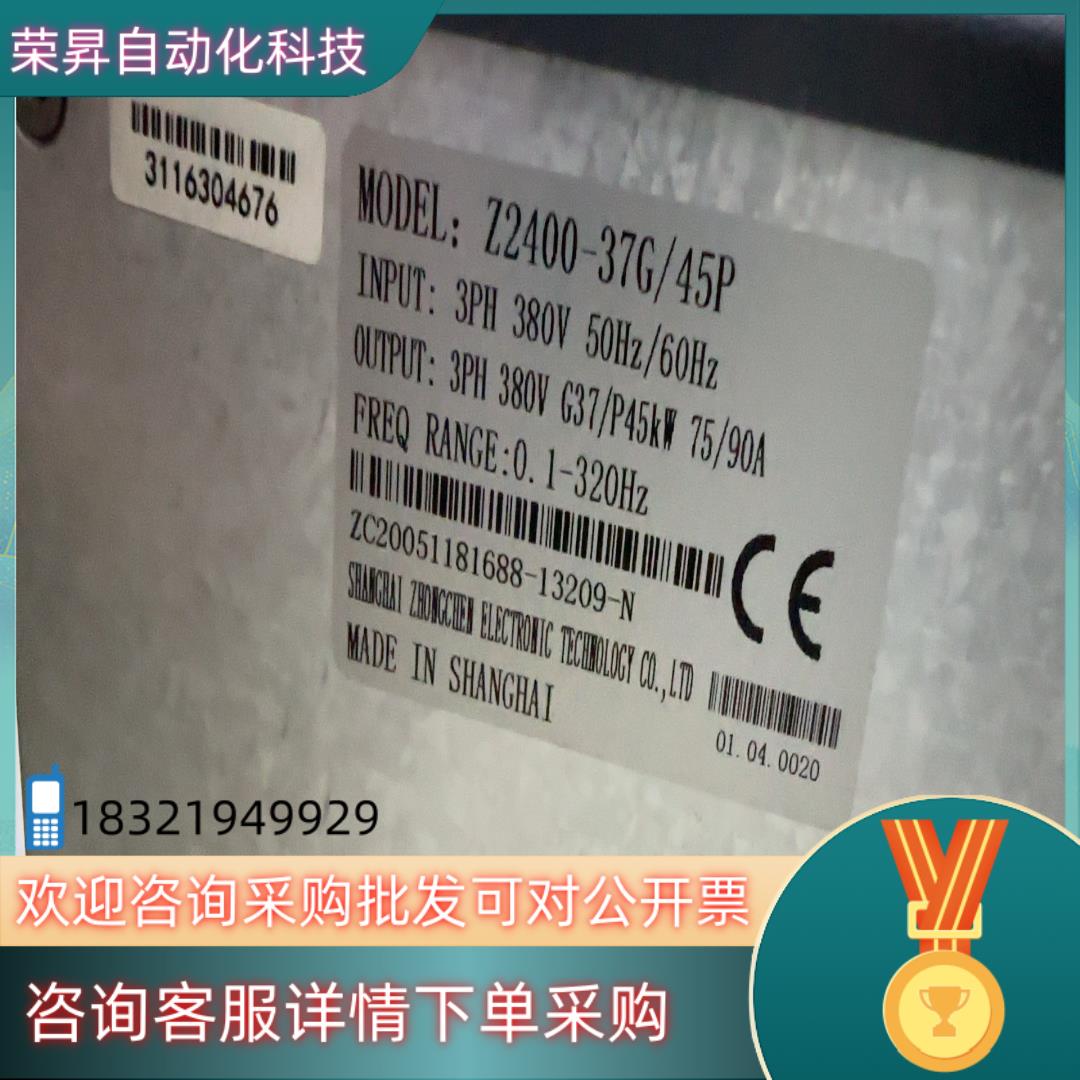 荣昇自动化科技
3116304676
MODEL: Z2400-37G/45P
INPUT: 3PH 380V 50Hz/60Hz
OUTPUT: 3PH 380V G37/P45kW 75/90A
FREQ RANGE:0.1-320Hz
ZC20051181688-13209-N
CE
SHANGHAI ZHONGCHEN ELECTRONIC TECHNOLOGY CO.,LTD
MADE IN SHANGHAI
01.04.0020
18321949929
欢迎咨询采购批发可对公开票
咨询客服详情下单采购